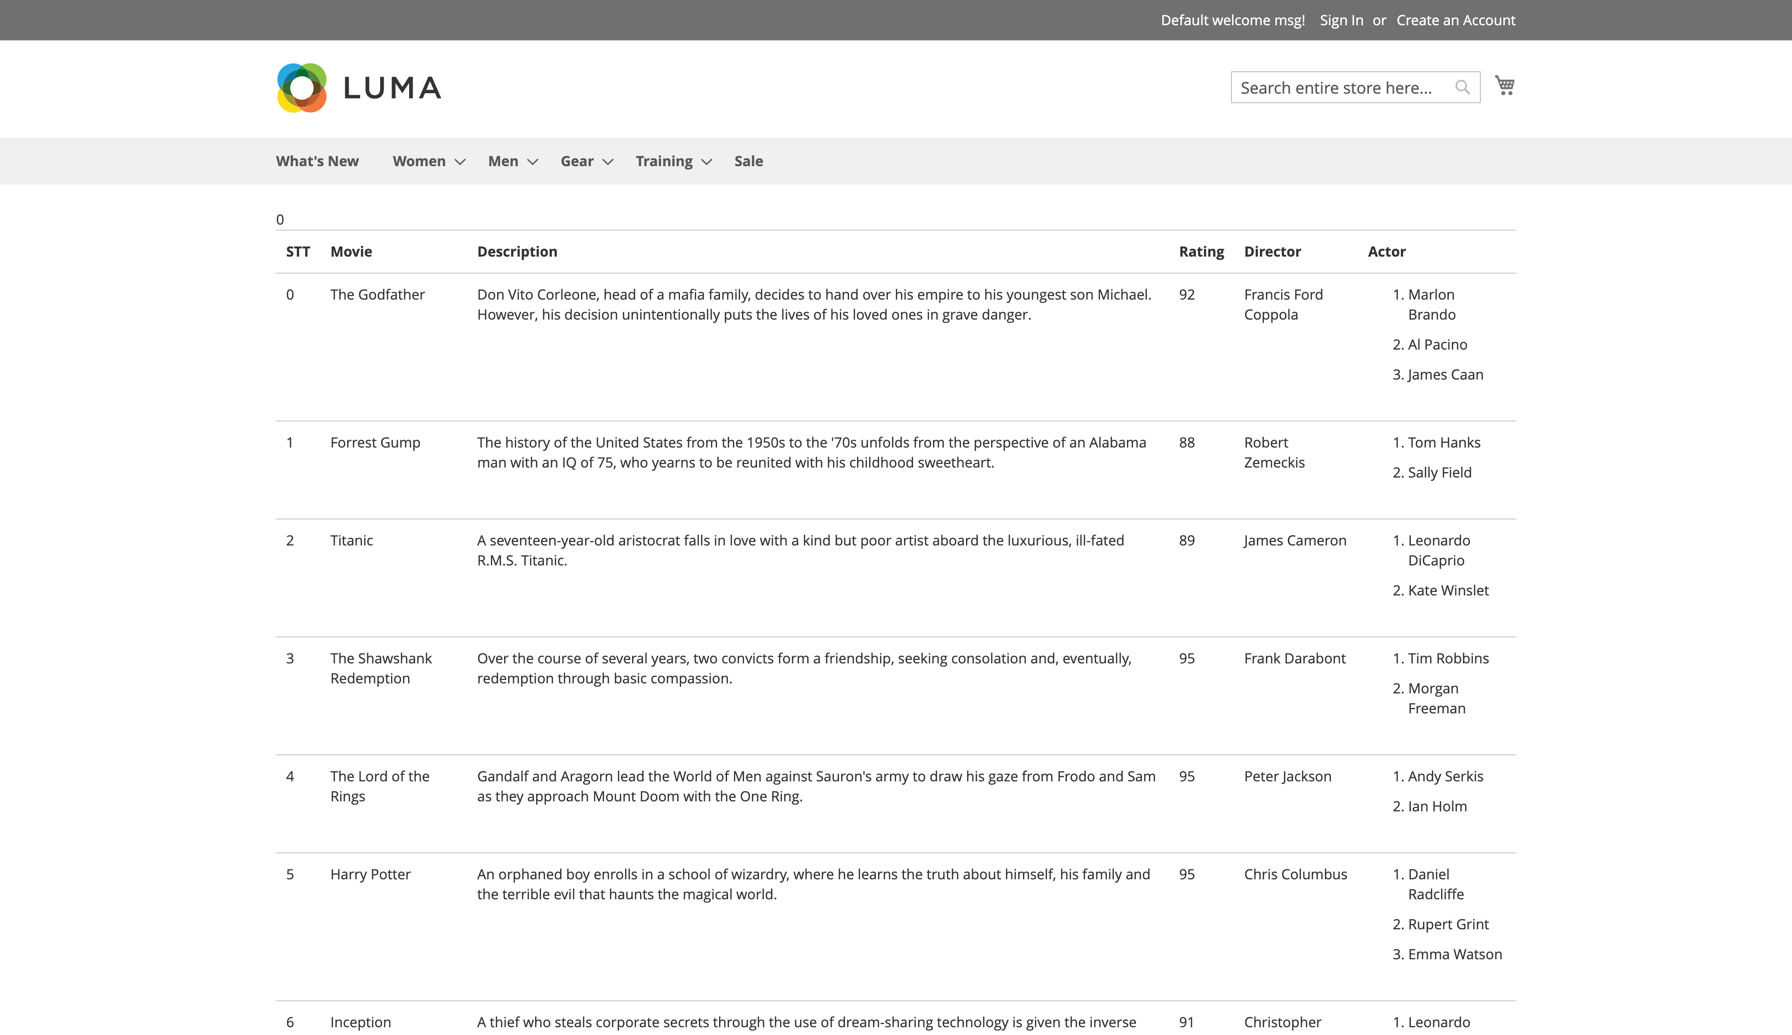 Default welcome msg! Sign In or Create an Account
LUMA
Search entire store here...
What's New Women Men Gear Training Sale
0
STT Movie Description Rating Director Actor
0 The Godfather Don Vito Corleone, head of a mafia family, decides to hand over his empire to his youngest son Michael. 92 Francis Ford 1. Marlon
However, his decision unintentionally puts the lives of his loved ones in grave danger. Coppola Brando
2. Al Pacino
3. James Caan
1 Forrest Gump The history of the United States from the 1950s to the '70s unfolds from the perspective of an Alabama 88 Robert 1. Tom Hanks
man with an IQ of 75, who yearns to be reunited with his childhood sweetheart. Zemeckis 2. Sally Field
2 Titanic A seventeen-year-old aristocrat falls in love with a kind but poor artist aboard the luxurious, ill-fated 89 James Cameron 1. Leonardo
R.M.S. Titanic. DiCaprio
2. Kate Winslet
3 The Shawshank Over the course of several years, two convicts form a friendship, seeking consolation and, eventually, 95 Frank Darabont 1. Tim Robbins
Redemption redemption through basic compassion. 2. Morgan
Freeman
4 The Lord of the Gandalf and Aragorn lead the World of Men against Sauron's army to draw his gaze from Frodo and Sam 95 Peter Jackson 1. Andy Serkis
Rings as they approach Mount Doom with the One Ring. 2. Ian Holm
5 Harry Potter An orphaned boy enrolls in a school of wizardry, where he learns the truth about himself, his family and 95 Chris Columbus 1. Daniel
the terrible evil that haunts the magical world. Radcliffe
2. Rupert Grint
3. Emma Watson
6 Inception A thief who steals corporate secrets through the use of dream-sharing technology is given the inverse 91 Christopher 1. Leonardo